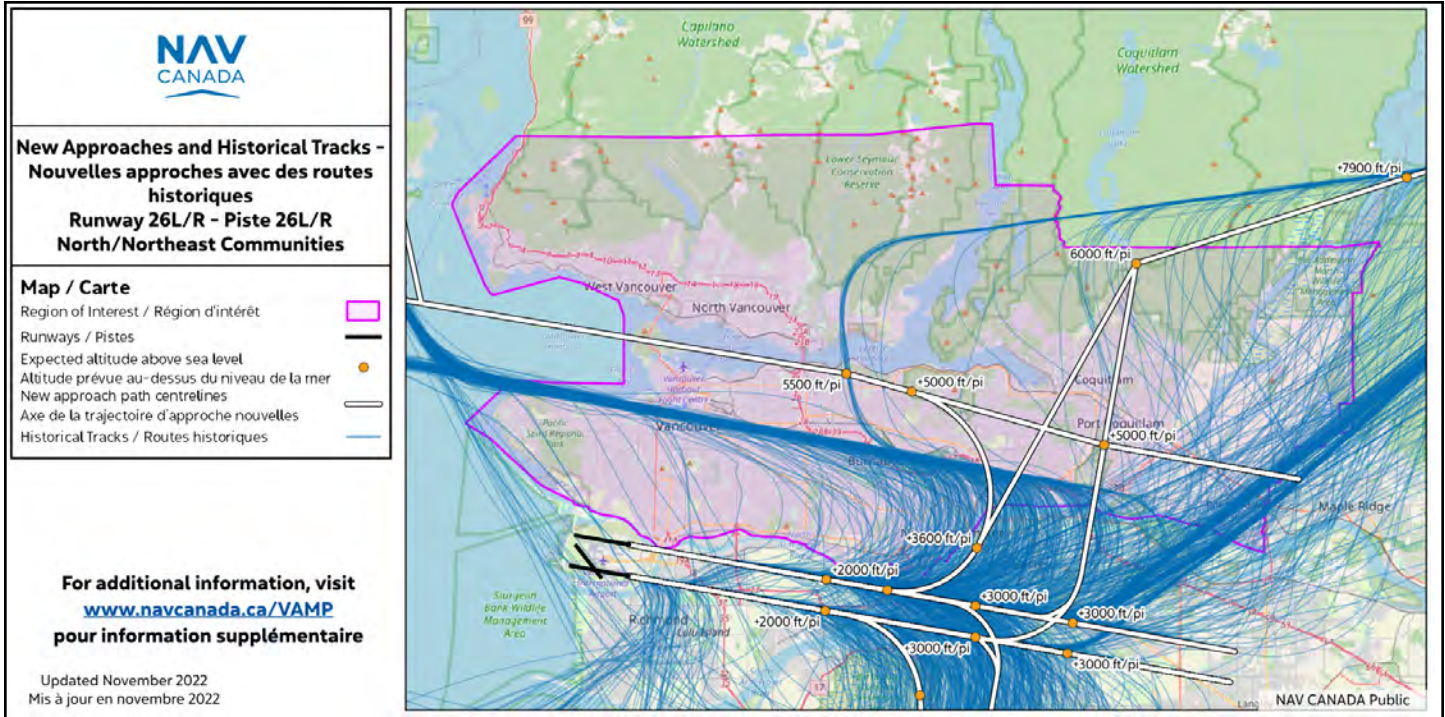 NAV
CANADA
New Approaches and Historical Tracks -
Nouvelles approches avec des routes
historiques
Runway 26L/R - Piste 26L/R
North/Northeast Communities
Map / Carte
Region of Interest / Région d'intérêt
Runways / Pistes
Expected altitude above sea level
Altitude prévue au-dessus du niveau de la mer
New approach path centrelines
Axe de la trajectoire d'approche nouvelles
Historical Tracks / Routes historiques
For additional information, visit
www.navcanada.ca/VAMP
pour information supplémentaire
Updated November 2022
Mis à jour en novembre 2022
99
Capilano
Watershed
Coquitlam
Watershed
Lower Seymour
Conservation
Reserve
+7900 ft/pi
6000 ft/pi
West Vancouver
North Vancouver
5500 ft/pi
+5000 ft/pi
Coquitlam
Vancouver
Harbour
Flight Centre
Pacific
Spirit Regional
Park
Vancouver
Port Coquitlam
+5000 ft/pi
Maple Ridge
+3600 ft/pi
+2000 ft/pi
+3000 ft/pi
+3000 ft/pi
Sturgeon
Bank Wildlife
Management
Area
Richmond
Lulu Island
+2000 ft/pi
+3000 ft/pi
+3000 ft/pi
17
NAV CANADA Public